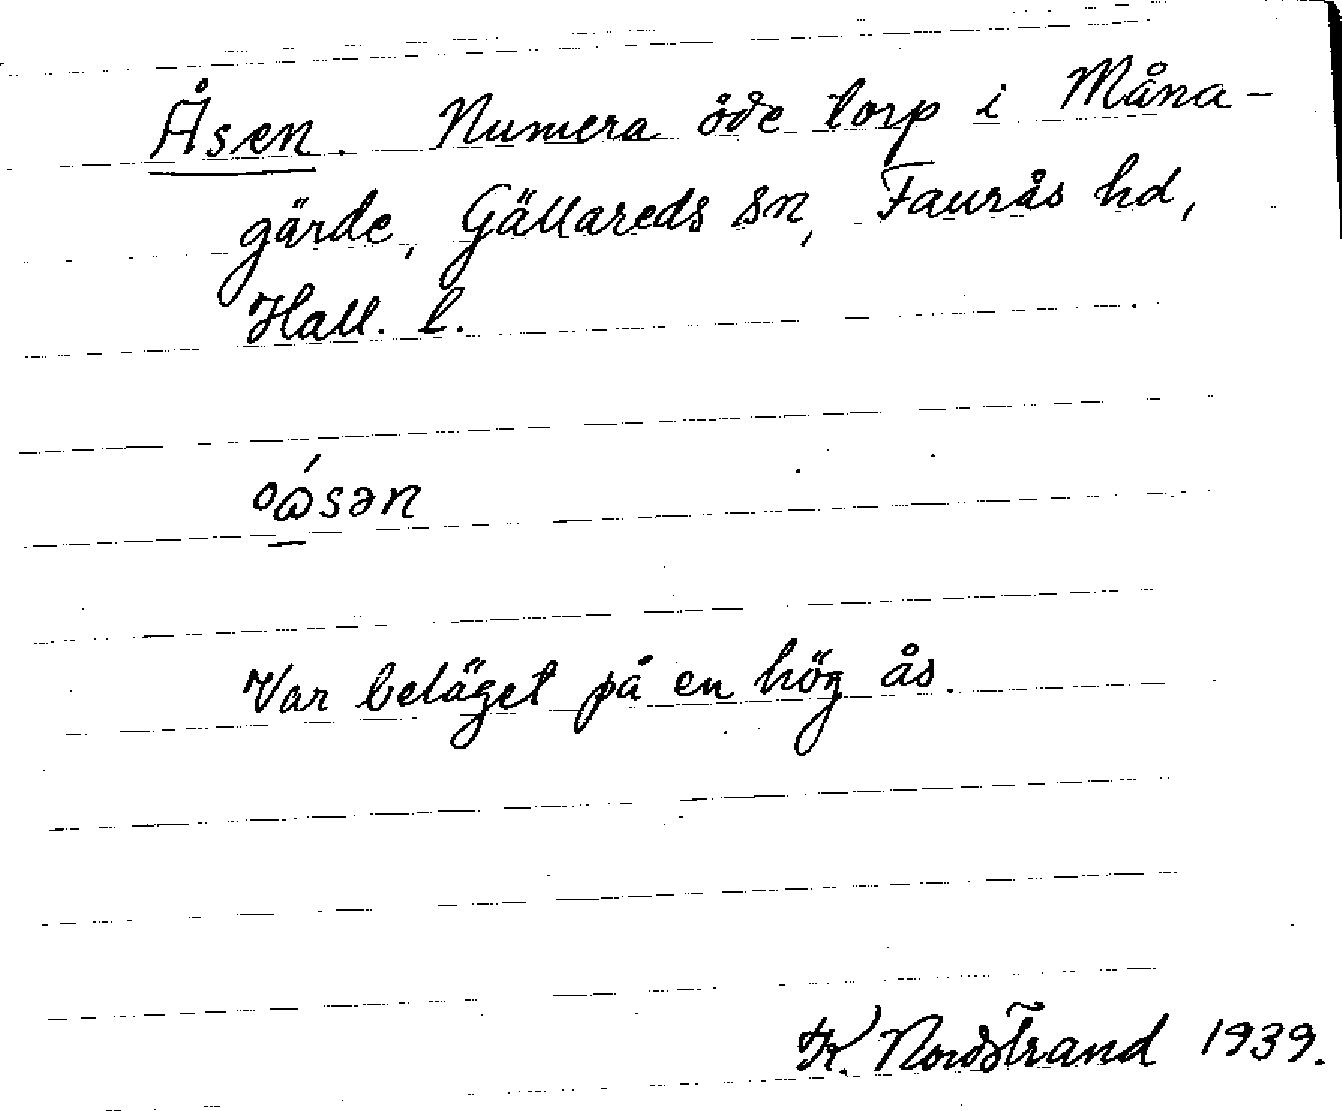 Åsen. Numera öde torp i Måna-
gärde, Gällareds sn, Faurås hd,
Hall. l.
Var beläget på en hög ås.
K. Nordstrand 1939.